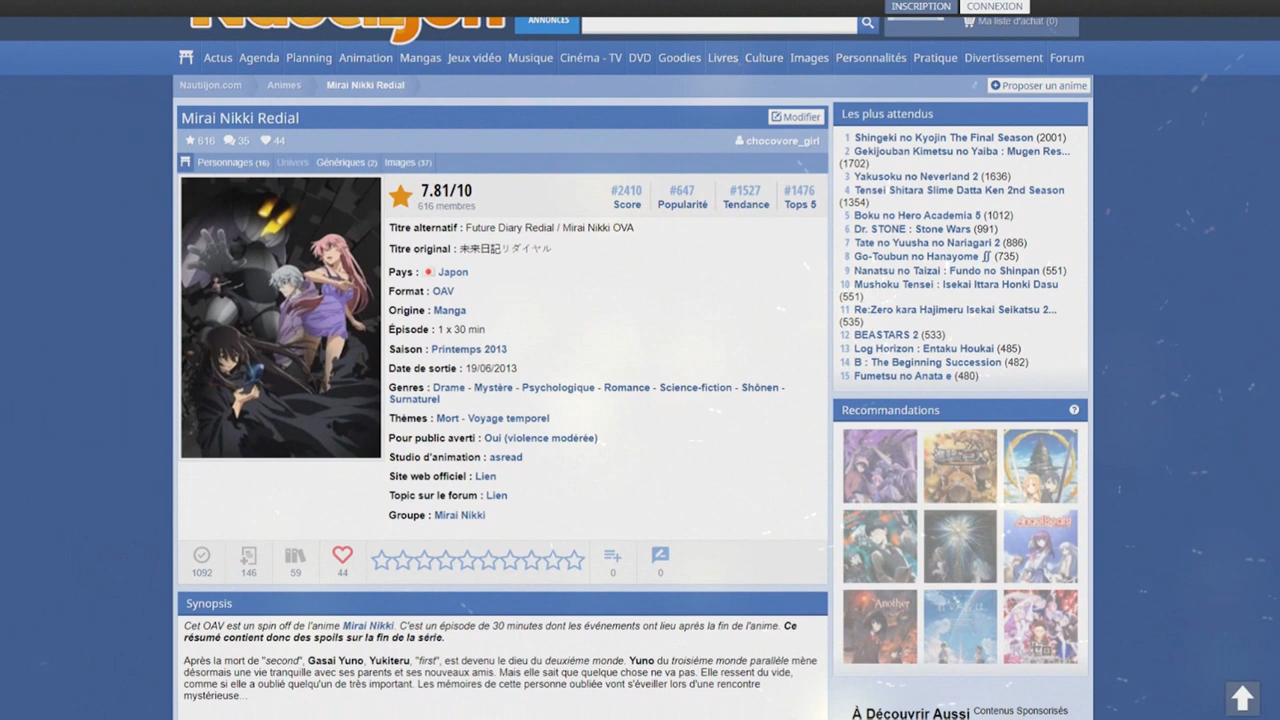 INSCRIPTION
CONNEXION
Nautiljon
ANNONCES
Ma liste d'achat (0)
Actus Agenda Planning Animation Mangas Jeux vidéo Musique Cinéma - TV DVD Goodies Livres Culture Images Personnalités Pratique Divertissement Forum
Nautiljon.com Animes Mirai Nikki Redial
Proposer un anime
Mirai Nikki Redial
Modifier
616 35 44
chocovore_girl
Personnages (16) Univers Génériques (2) Images (37)
7.81/10
616 membres
#2410 #647 #1527 #1476
Score Popularité Tendance Tops 5
Titre alternatif : Future Diary Redial / Mirai Nikki OVA
Titre original : 未来日記リダイヤル
Pays : Japon
Format : OAV
Origine : Manga
Épisode : 1 x 30 min
Saison : Printemps 2013
Date de sortie : 19/06/2013
Genres : Drame - Mystère - Psychologique - Romance - Science-fiction - Shônen -
Surnaturel
Thèmes : Mort - Voyage temporel
Pour public averti : Oui (violence modérée)
Studio d'animation : asread
Site web officiel : Lien
Topic sur le forum : Lien
Groupe : Mirai Nikki
1092 146 59 44 0 0
Synopsis
Cet OAV est un spin off de l'anime Mirai Nikki. C'est un épisode de 30 minutes dont les événements ont lieu après la fin de l'anime. Ce
résumé contient donc des spoils sur la fin de la série.
Après la mort de "second", Gasai Yuno, Yukiteru, "first", est devenu le dieu du deuxième monde. Yuno du troisième monde parallèle mène
désormais une vie tranquille avec ses parents et ses nouveaux amis. Mais elle sait que quelque chose ne va pas. Elle ressent du vide,
comme si elle a oublié quelqu'un de très important. Les mémoires de cette personne oubliée vont s'éveiller lors d'une rencontre
mystérieuse...
Les plus attendus
1 Shingeki no Kyojin The Final Season (2001)
2 Gekijouban Kimetsu no Yaiba : Mugen Res...
(1702)
3 Yakusoku no Neverland 2 (1636)
4 Tensei Shitara Slime Datta Ken 2nd Season
(1354)
5 Boku no Hero Academia 5 (1012)
6 Dr. STONE : Stone Wars (991)
7 Tate no Yuusha no Nariagari 2 (886)
8 Go-Toubun no Hanayome ∬ (735)
9 Nanatsu no Taizai : Fundo no Shinpan (551)
10 Mushoku Tensei : Isekai Ittara Honki Dasu
(551)
11 Re:Zero kara Hajimeru Isekai Seikatsu 2...
(535)
12 BEASTARS 2 (533)
13 Log Horizon : Entaku Houkai (485)
14 B : The Beginning Succession (482)
15 Fumetsu no Anata e (480)
Recommandations
?
Angel Beats!
Another
À Découvrir Aussi
Contenus Sponsorisés